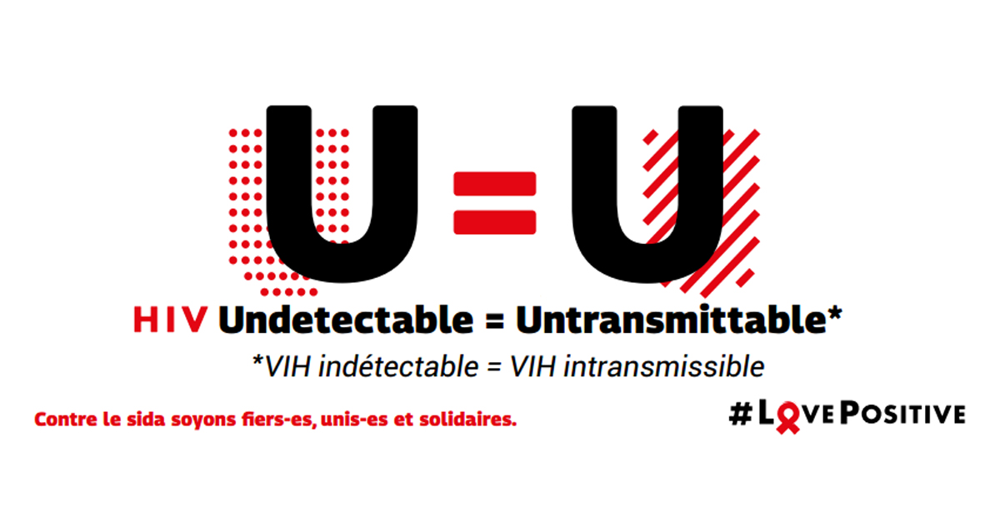 U = U
HIV Undetectable = Untransmittable*
*VIH indétectable = VIH intransmissible
Contre le sida soyons fiers-es, unis-es et solidaires.
#LOVEPOSITIVE